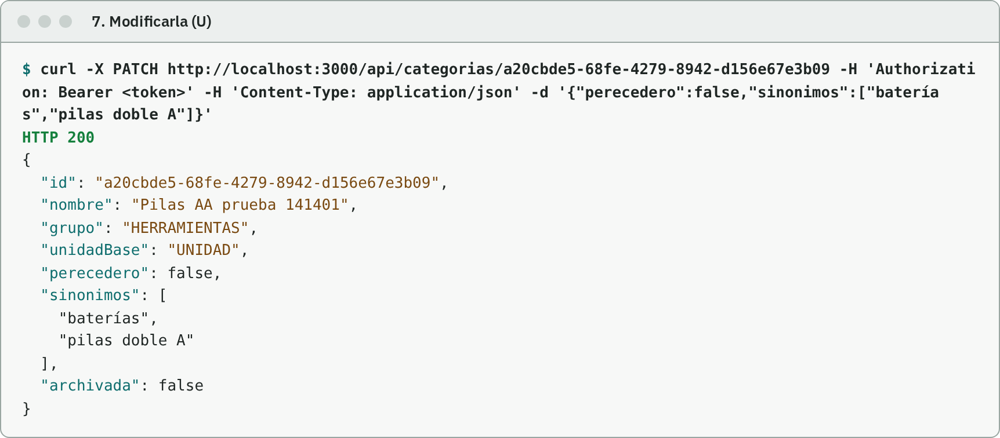 7. Modificarla (U)
$ curl -X PATCH http://localhost:3000/api/categorias/a20cbde5-68fe-4279-8942-d156e67e3b09 -H 'Authorizati
on: Bearer <token>' -H 'Content-Type: application/json' -d '{"perecedero":false,"sinonimos":["batería
s","pilas doble A"]}'
HTTP 200
{
  "id": "a20cbde5-68fe-4279-8942-d156e67e3b09",
  "nombre": "Pilas AA prueba 141401",
  "grupo": "HERRAMIENTAS",
  "unidadBase": "UNIDAD",
  "perecedero": false,
  "sinonimos": [
    "baterías",
    "pilas doble A"
  ],
  "archivada": false
}